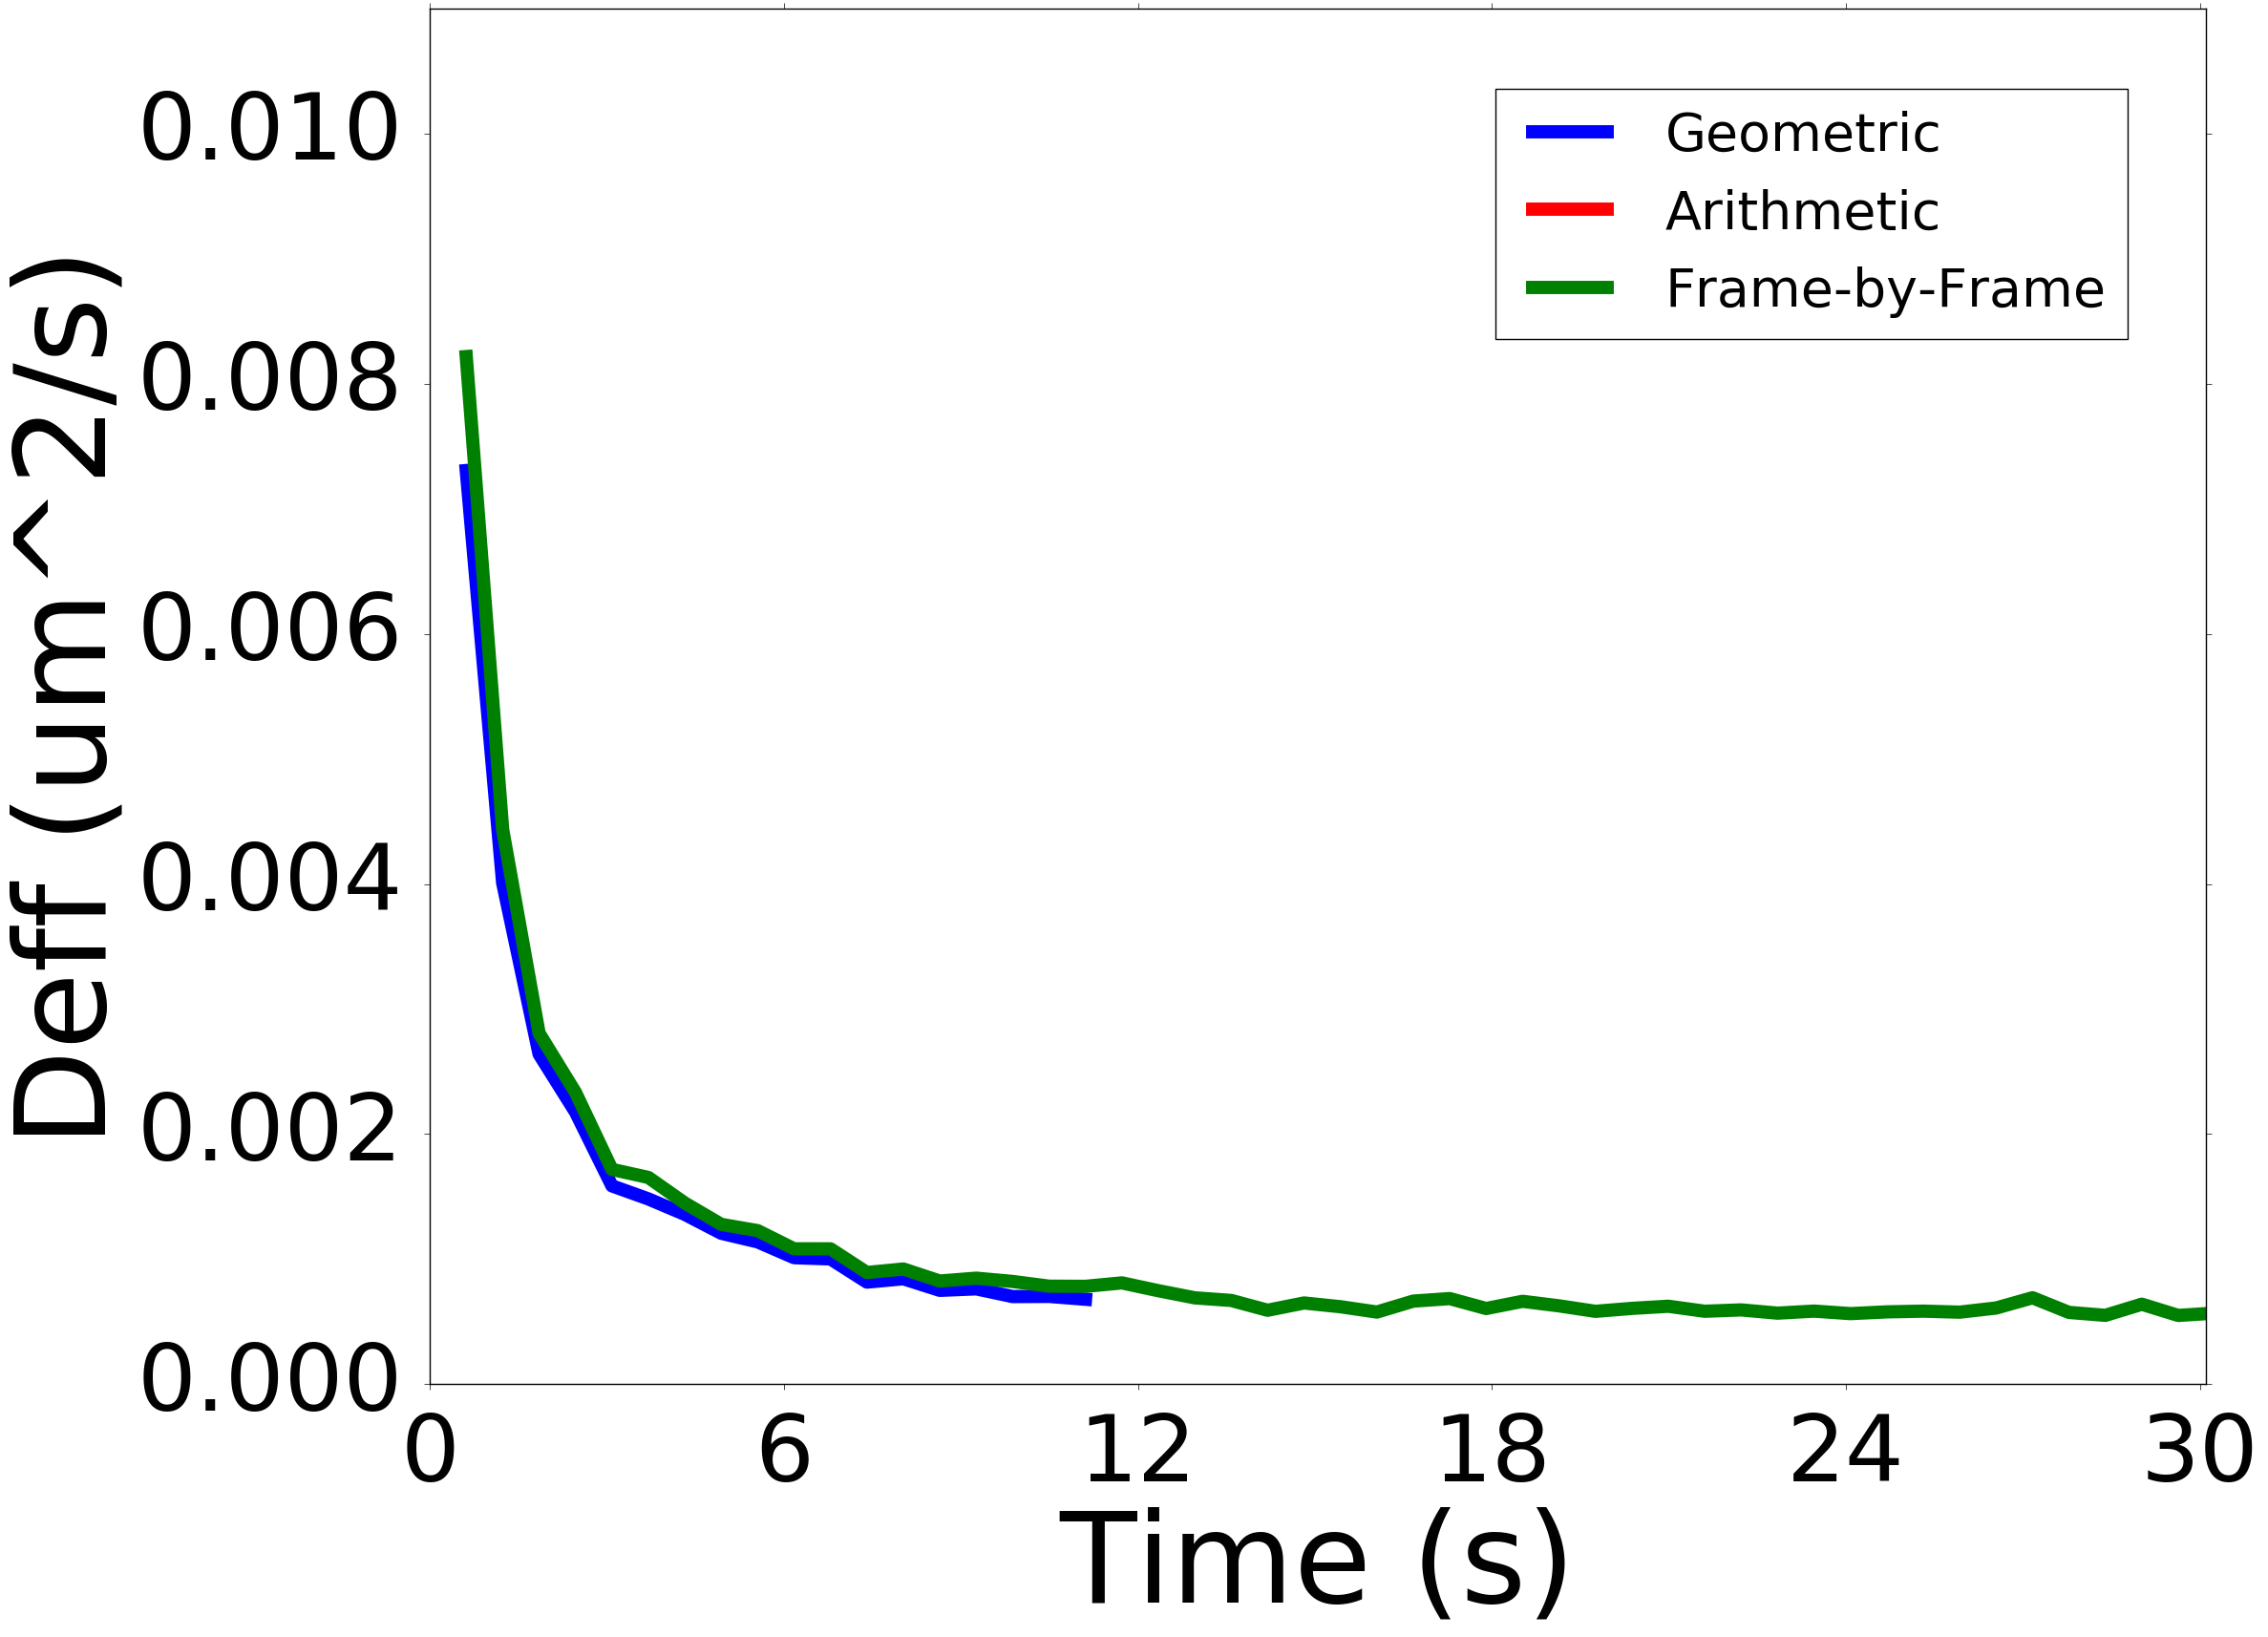 Deff (um^2/s)
0.010
0.008
0.006
0.004
0.002
0.000
Geometric
Arithmetic
Frame-by-Frame
0 6 12 18 24 30
Time (s)